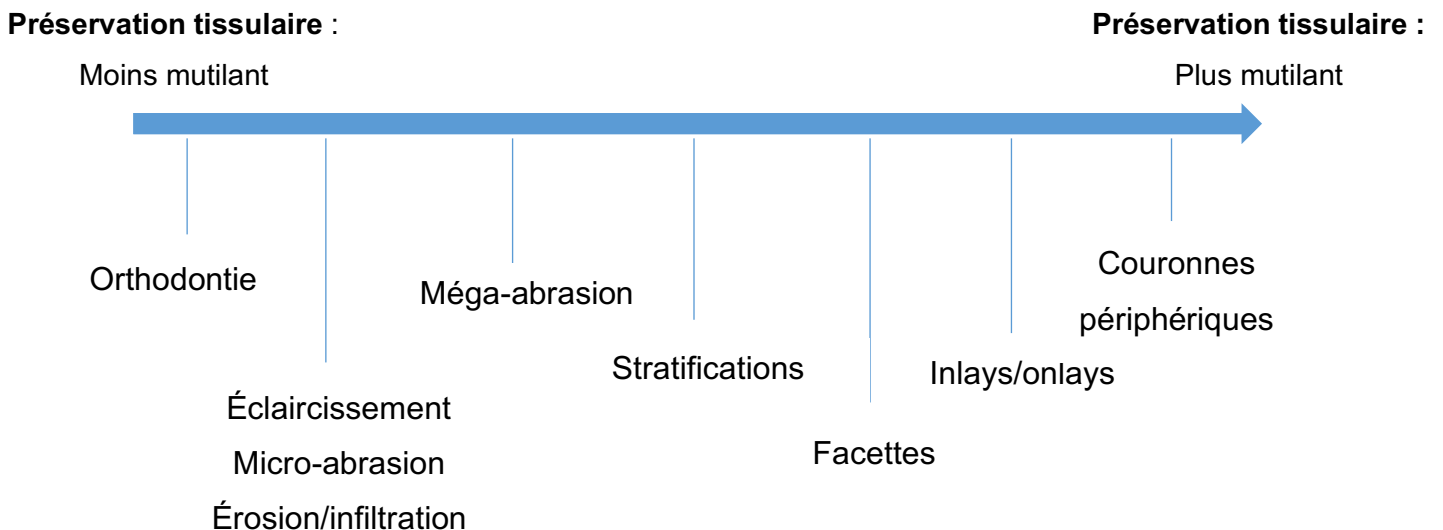 Préservation tissulaire :
Moins mutilant
Préservation tissulaire :
Plus mutilant
Orthodontie
Éclaircissement
Micro-abrasion
Érosion/infiltration
Méga-abrasion
Stratifications
Facettes
Inlays/onlays
Couronnes
périphériques